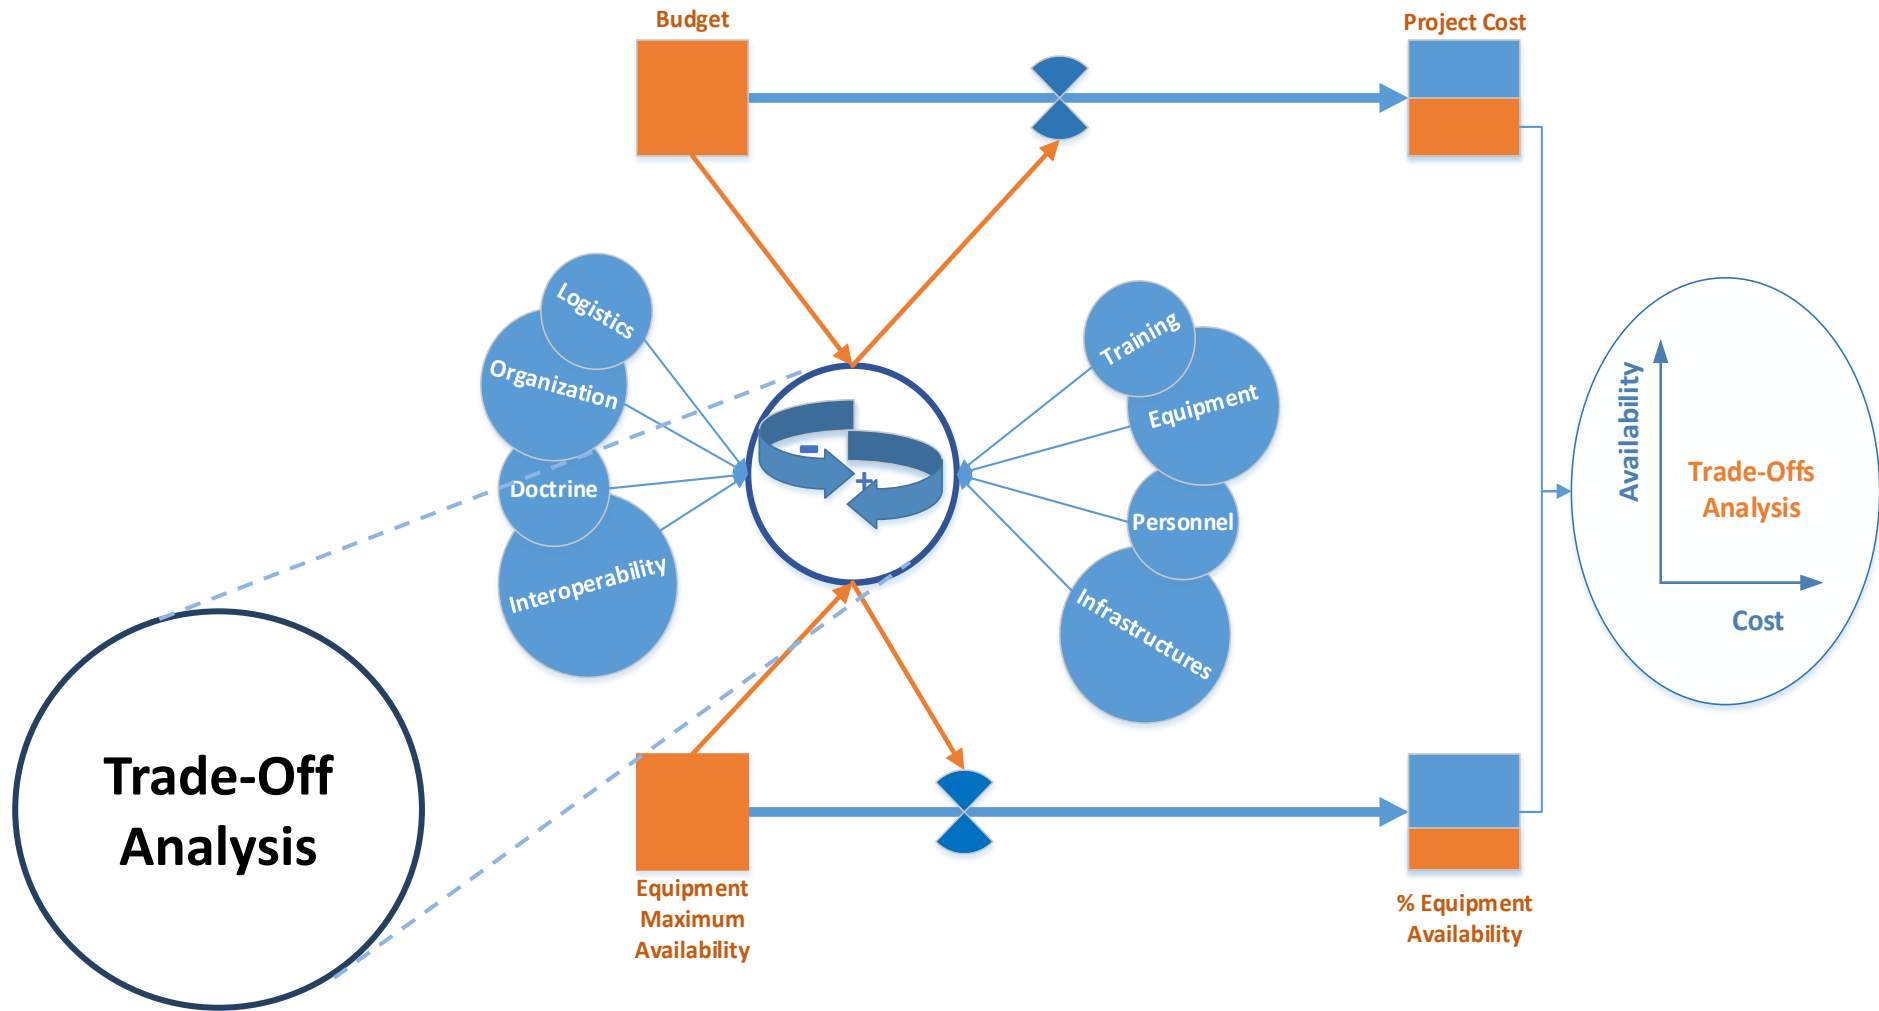 Budget
Project Cost
Logistics
Organization
Doctrine
Interoperability
-
+
Training
Equipment
Personnel
Infrastructures
Availability
Trade-Offs
Analysis
Cost
Trade-Off
Analysis
Equipment
Maximum
Availability
% Equipment
Availability